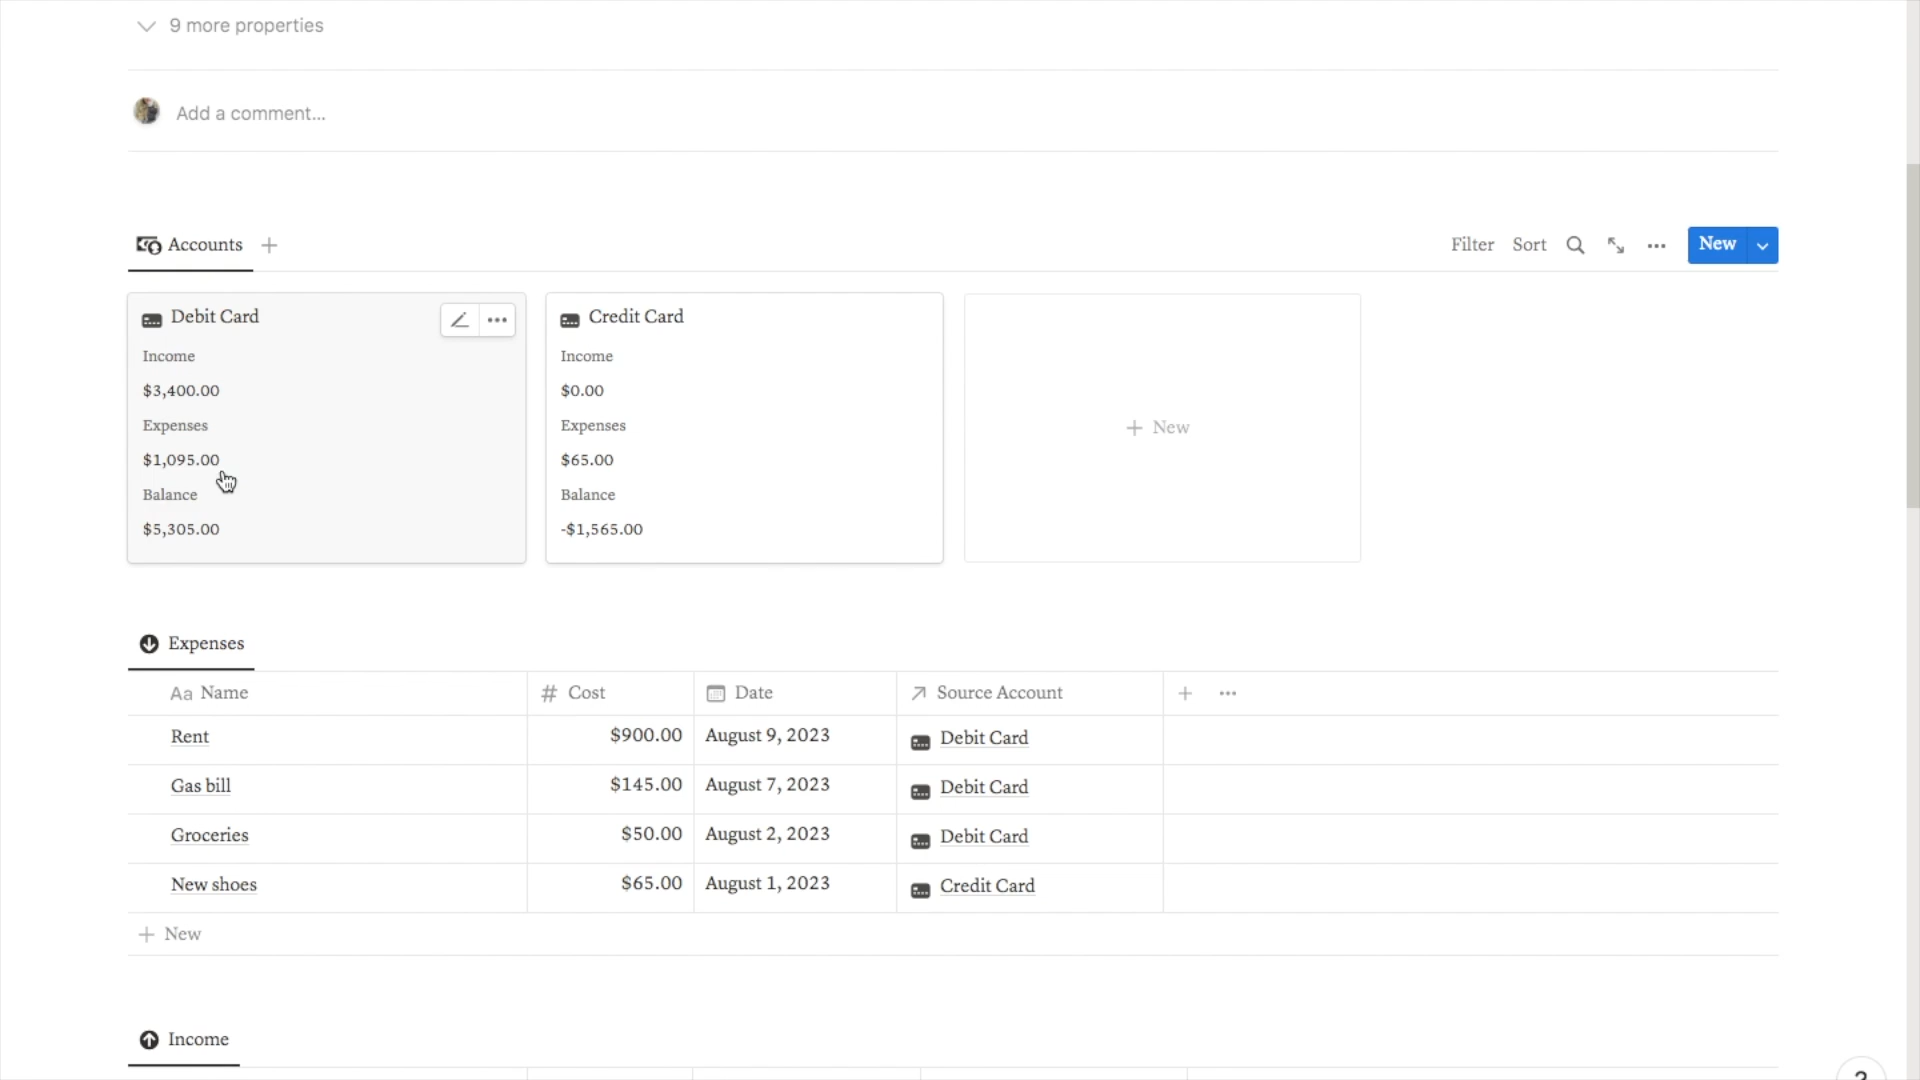 9 more properties
Add a comment...
Accounts
Filter Sort New
Debit Card
Income
$3,400.00
Expenses
$1,095.00
Balance
$5,305.00
Credit Card
Income
$0.00
Expenses
$65.00
Balance
-$1,565.00
+ New
Expenses
Aa Name # Cost Date Source Account
Rent $900.00 August 9, 2023 Debit Card
Gas bill $145.00 August 7, 2023 Debit Card
Groceries $50.00 August 2, 2023 Debit Card
New shoes $65.00 August 1, 2023 Credit Card
+ New
Income
?